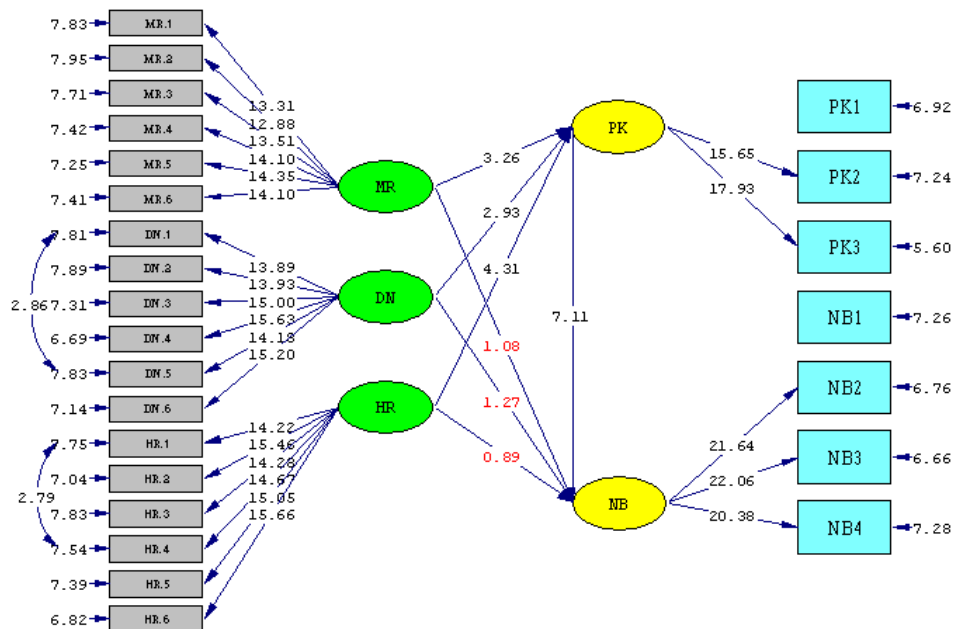 7.83 MR.1
7.95 MR.2
7.71 MR.3
7.42 MR.4
7.25 MR.5
7.41 MR.6
7.81 DN.1
7.89 DN.2
7.31 DN.3
6.69 DN.4
7.83 DN.5
7.14 DN.6
7.75 HR.1
7.04 HR.2
7.83 HR.3
7.54 HR.4
7.39 HR.5
6.82 HR.6
2.86
2.79
13.31
12.88
13.51
14.10
14.35
14.10
13.89
13.93
15.00
15.63
14.18
15.20
14.22
15.46
14.28
14.67
15.05
15.66
MR
DN
HR
3.26
2.93
4.31
7.11
1.08
1.27
0.89
PK
NB
15.65
17.93
21.64
22.06
20.38
PK1 6.92
PK2 7.24
PK3 5.60
NB1 7.26
NB2 6.76
NB3 6.66
NB4 7.28